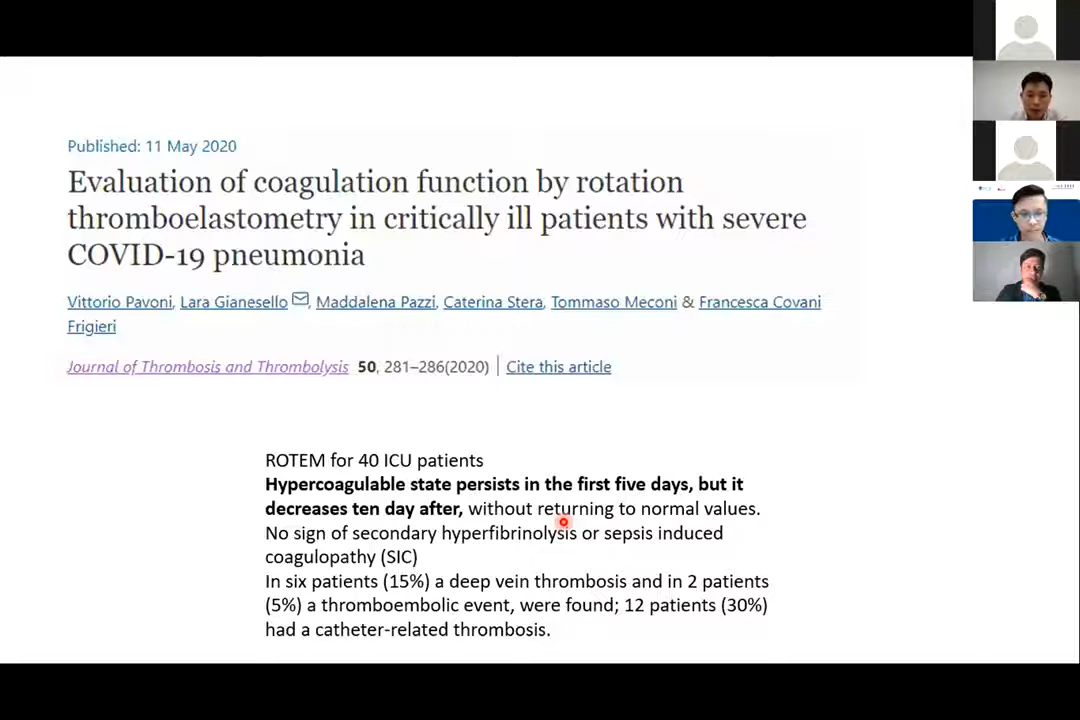 Published: 11 May 2020
Evaluation of coagulation function by rotation
thromboelastometry in critically ill patients with severe
COVID-19 pneumonia
Vittorio Pavoni, Lara Gianesello, Maddalena Pazzi, Caterina Stera, Tommaso Meconi & Francesca Covani
Frigieri
Journal of Thrombosis and Thrombolysis 50, 281–286(2020) | Cite this article
ROTEM for 40 ICU patients
Hypercoagulable state persists in the first five days, but it
decreases ten day after, without returning to normal values.
No sign of secondary hyperfibrinolysis or sepsis induced
coagulopathy (SIC)
In six patients (15%) a deep vein thrombosis and in 2 patients
(5%) a thromboembolic event, were found; 12 patients (30%)
had a catheter-related thrombosis.